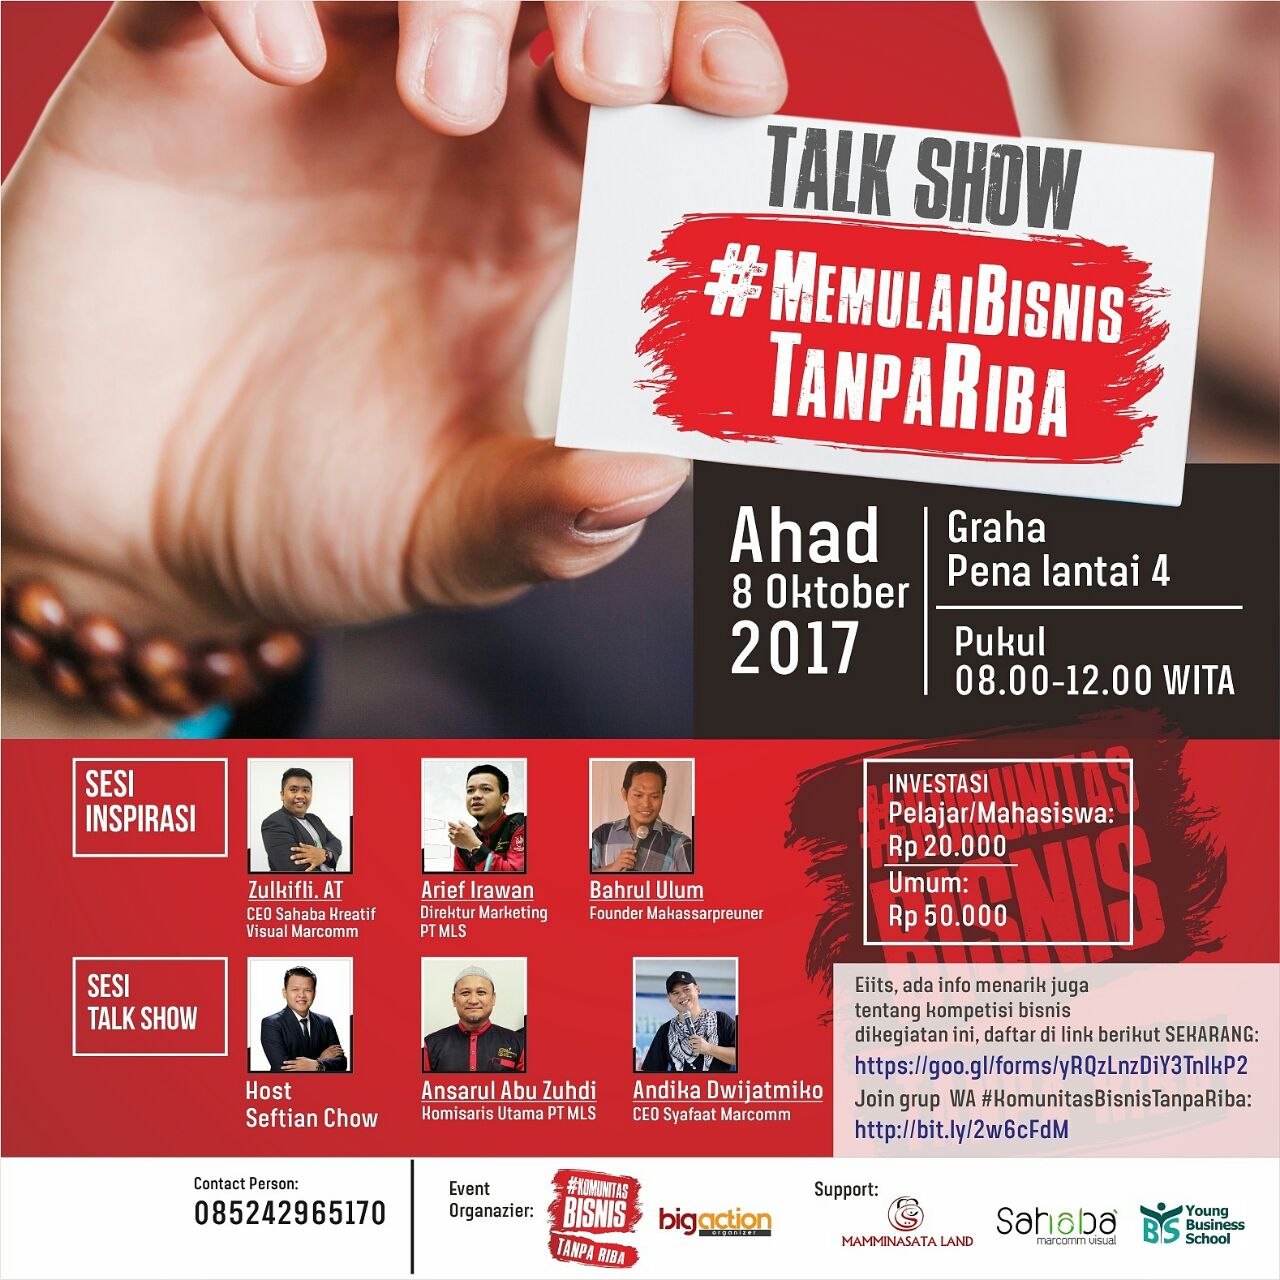 TALK SHOW
#MEMULAIBISNIS
TANPARIBA
Ahad
8 Oktober
2017
Graha
Pena lantai 4
Pukul
08.00-12.00 WITA
SESI
INSPIRASI
Zulkifli. AT
CEO Sahaba Kreatif
Visual Marcomm
Arief Irawan
Direktur Marketing
PT MLS
Bahrul Ulum
Founder Makassarpreuner
INVESTASI
Pelajar/Mahasiswa:
Rp 20.000
Umum:
Rp 50.000
#KOMUNITAS
BISNIS
SESI
TALK SHOW
Host
Seftian Chow
Ansarul Abu Zuhdi
Komisaris Utama PT MLS
Andika Dwijatmiko
CEO Syafaat Marcomm
Eiits, ada info menarik juga
tentang kompetisi bisnis
dikegiatan ini, daftar di link berikut SEKARANG:
https://goo.gl/forms/yRQzLnzDiY3TnIkP2
Join grup WA #KomunitasBisnisTanpaRiba:
http://bit.ly/2w6cFdM
Contact Person:
085242965170
Event
Organazier:
#KOMUNITAS
BISNIS
TANPA RIBA
bigaction
organizer
Support:
MAMMINASATA LAND
Sahaba
marcomm visual
YBS
Young
Business
School